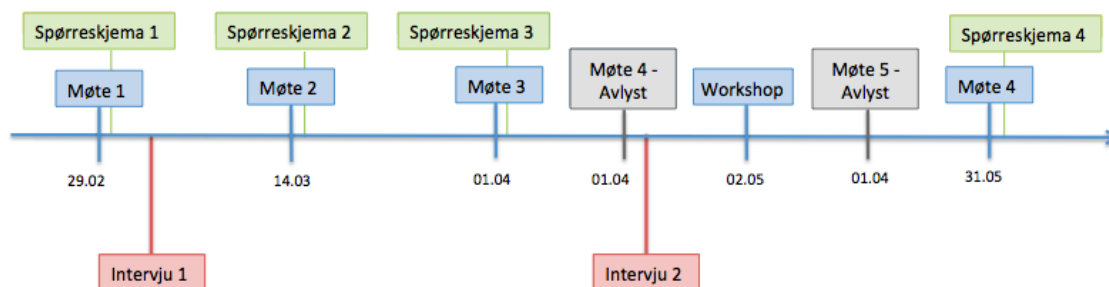 Spørreskjema 1
Spørreskjema 2
Spørreskjema 3
Spørreskjema 4
Møte 1
Møte 2
Møte 3
Møte 4 -
Avlyst
Workshop
Møte 5 -
Avlyst
Møte 4
29.02
14.03
01.04
01.04
02.05
01.04
31.05
Intervju 1
Intervju 2